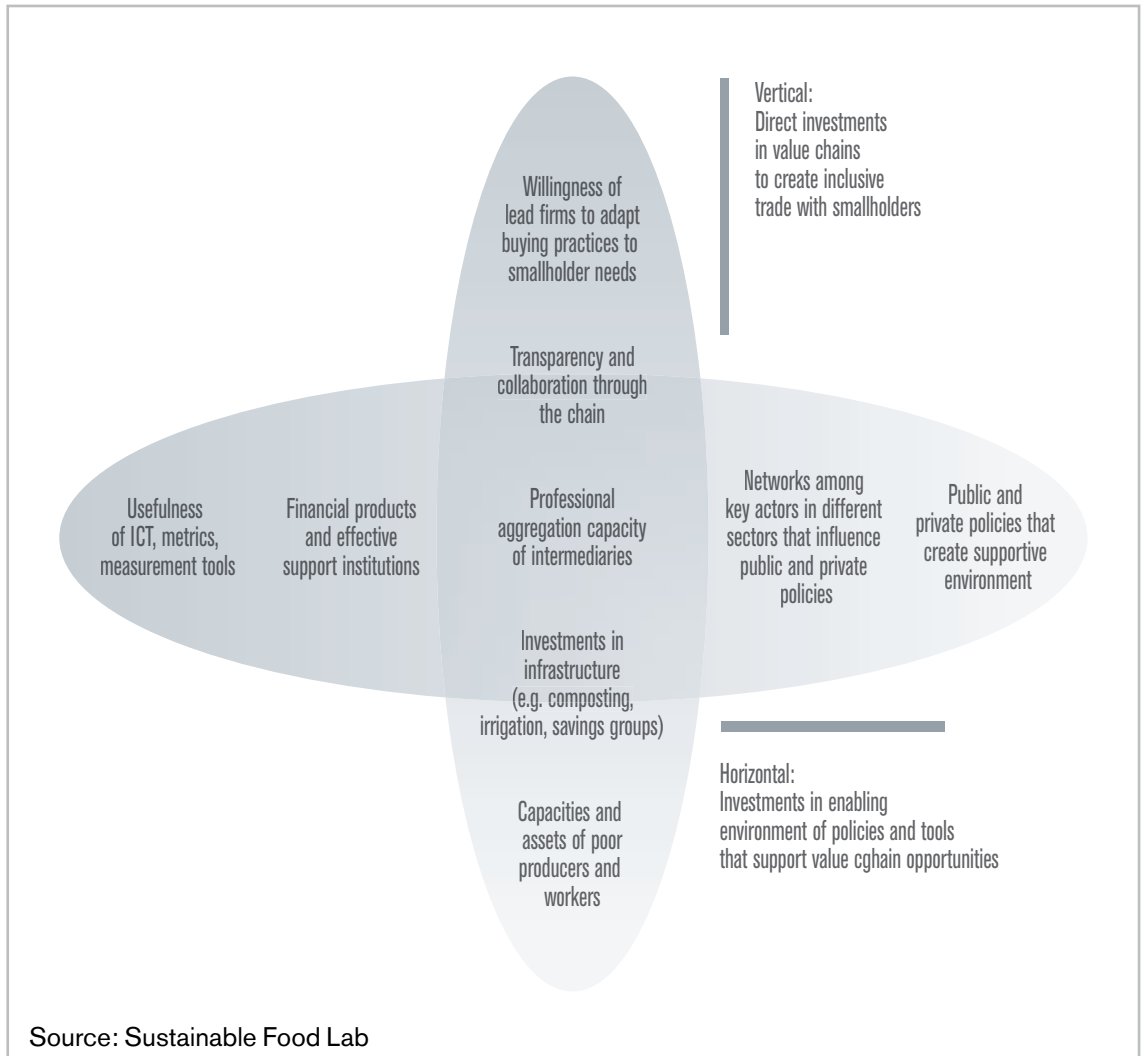 Vertical:
Direct investments
in value chains
to create inclusive
trade with smallholders
Willingness of
lead firms to adapt
buying practices to
smallholder needs
Transparency and
collaboration through
the chain
Usefulness
of ICT, metrics,
measurement tools
Financial products
and effective
support institutions
Professional
aggregation capacity
of intermediaries
Networks among
key actors in different
sectors that influence
public and private
policies
Public and
private policies that
create supportive
environment
Investments in
infrastructure
(e.g. composting,
irrigation, savings groups)
Horizontal:
Investments in enabling
environment of policies and tools
that support value cghain opportunities
Capacities and
assets of poor
producers and
workers
Source: Sustainable Food Lab